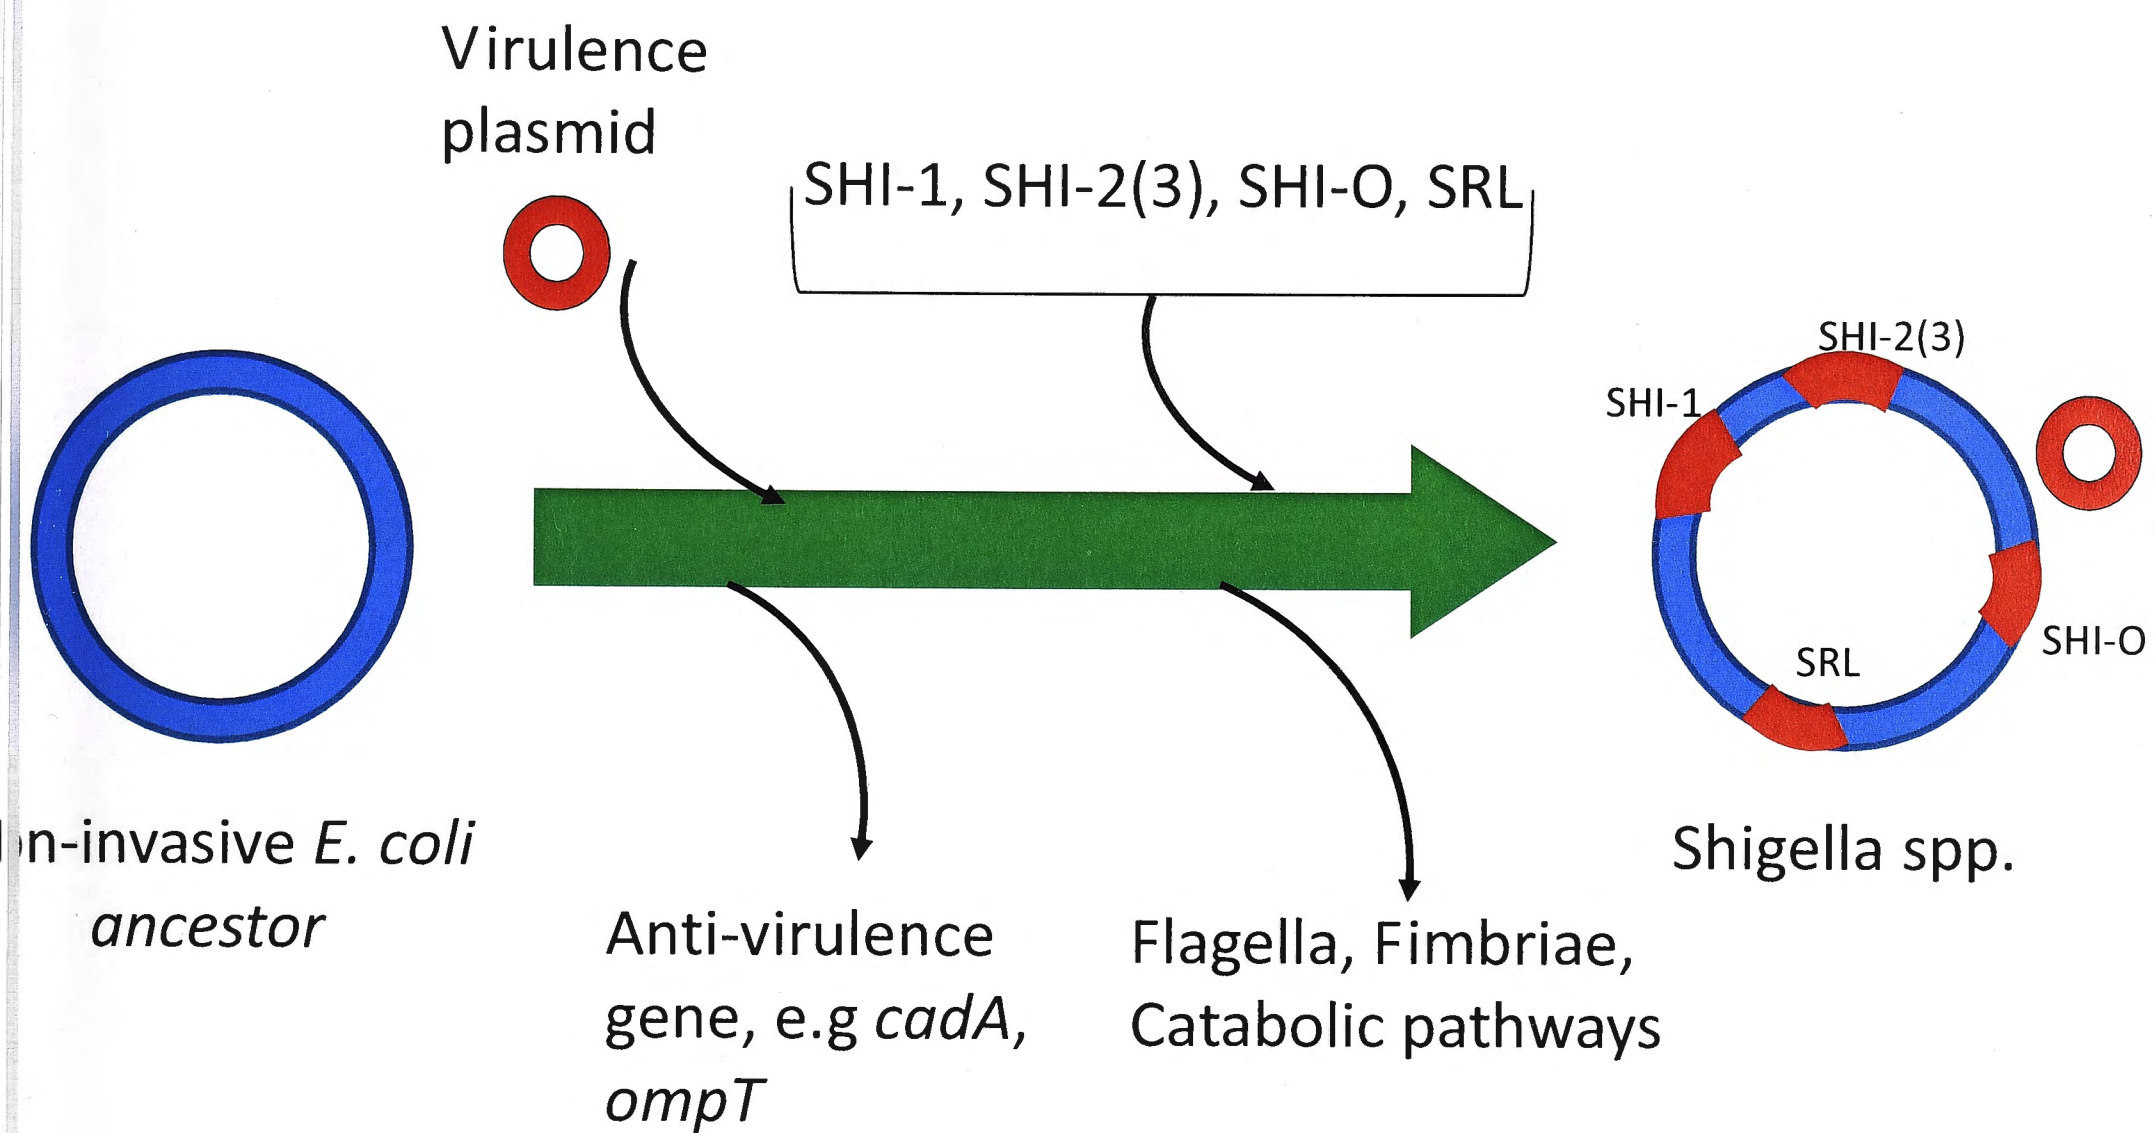 Virulence
plasmid
SHI-1, SHI-2(3), SHI-O, SRL
SHI-2(3)
SHI-1
SHI-O
SRL
n-invasive E. coli
ancestor
Shigella spp.
Anti-virulence
gene, e.g cadA,
ompT
Flagella, Fimbriae,
Catabolic pathways